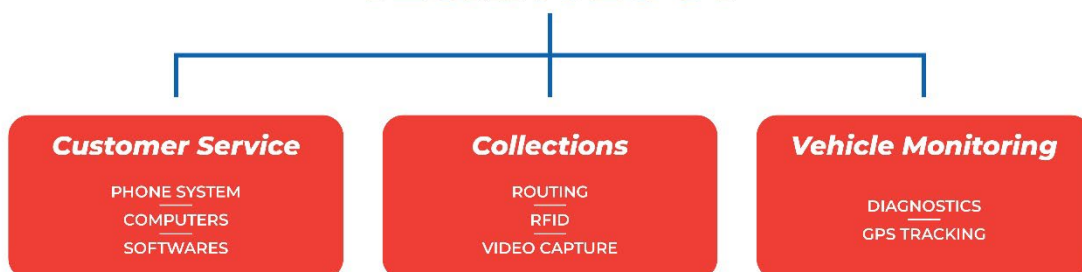 Customer Service
PHONE SYSTEM
COMPUTERS
SOFTWARES
Collections
ROUTING
RFID
VIDEO CAPTURE
Vehicle Monitoring
DIAGNOSTICS
GPS TRACKING